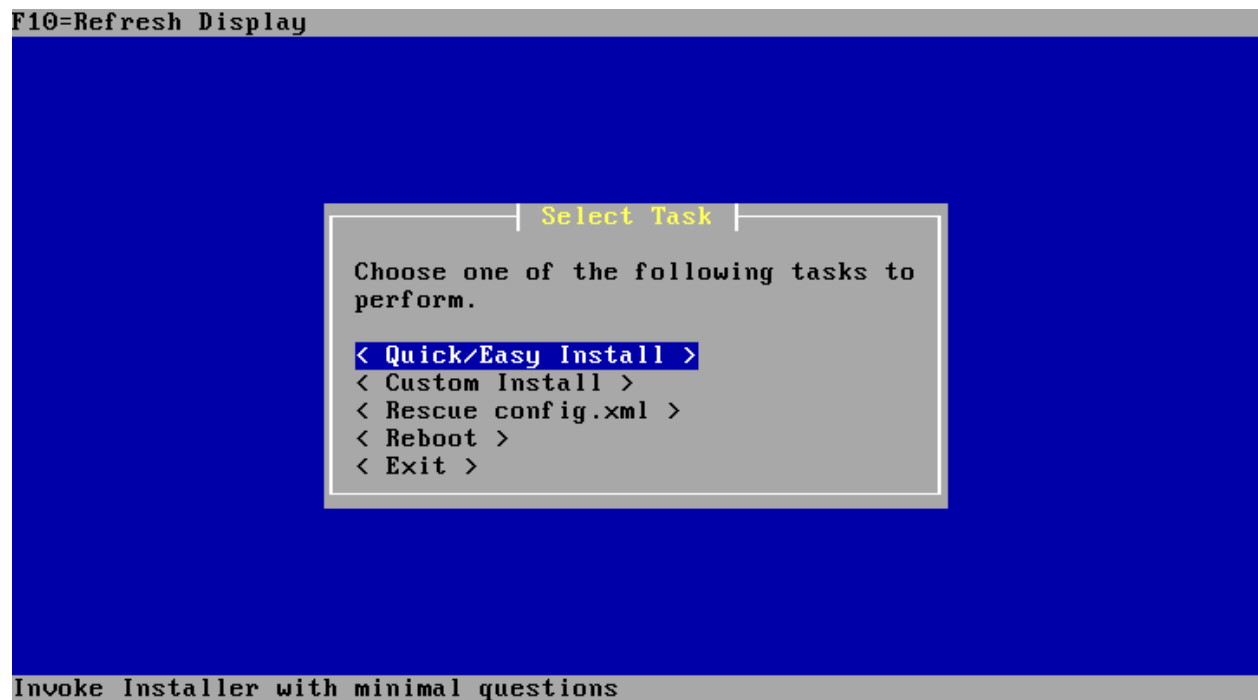 F10=Refresh Display
Select Task
Choose one of the following tasks to
perform.
< Quick/Easy Install >
< Custom Install >
< Rescue config.xml >
< Reboot >
< Exit >
Invoke Installer with minimal questions